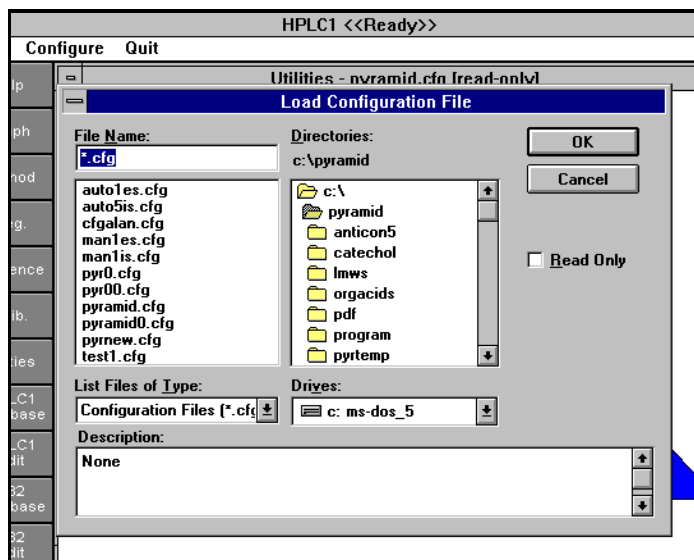 HPLC1 <<Ready>>
Configure Quit
Utilities - pyramid.cfg [read-only]
Load Configuration File
File Name:
*.cfg
auto1es.cfg
auto5is.cfg
cfgalan.cfg
man1es.cfg
man1is.cfg
pyr0.cfg
pyr00.cfg
pyramid.cfg
pyramid0.cfg
pyrnew.cfg
test1.cfg
Directories:
c:\pyramid
c:\
pyramid
anticon5
catechol
lmws
orgacids
pdf
program
pyrtemp
OK
Cancel
Read Only
List Files of Type:
Configuration Files (*.cfg
Drives:
c: ms-dos_5
Description:
None
lp
ph
hod
eg.
ence
ib.
ties
LC1
base
LC1
dit
32
base
32
dit